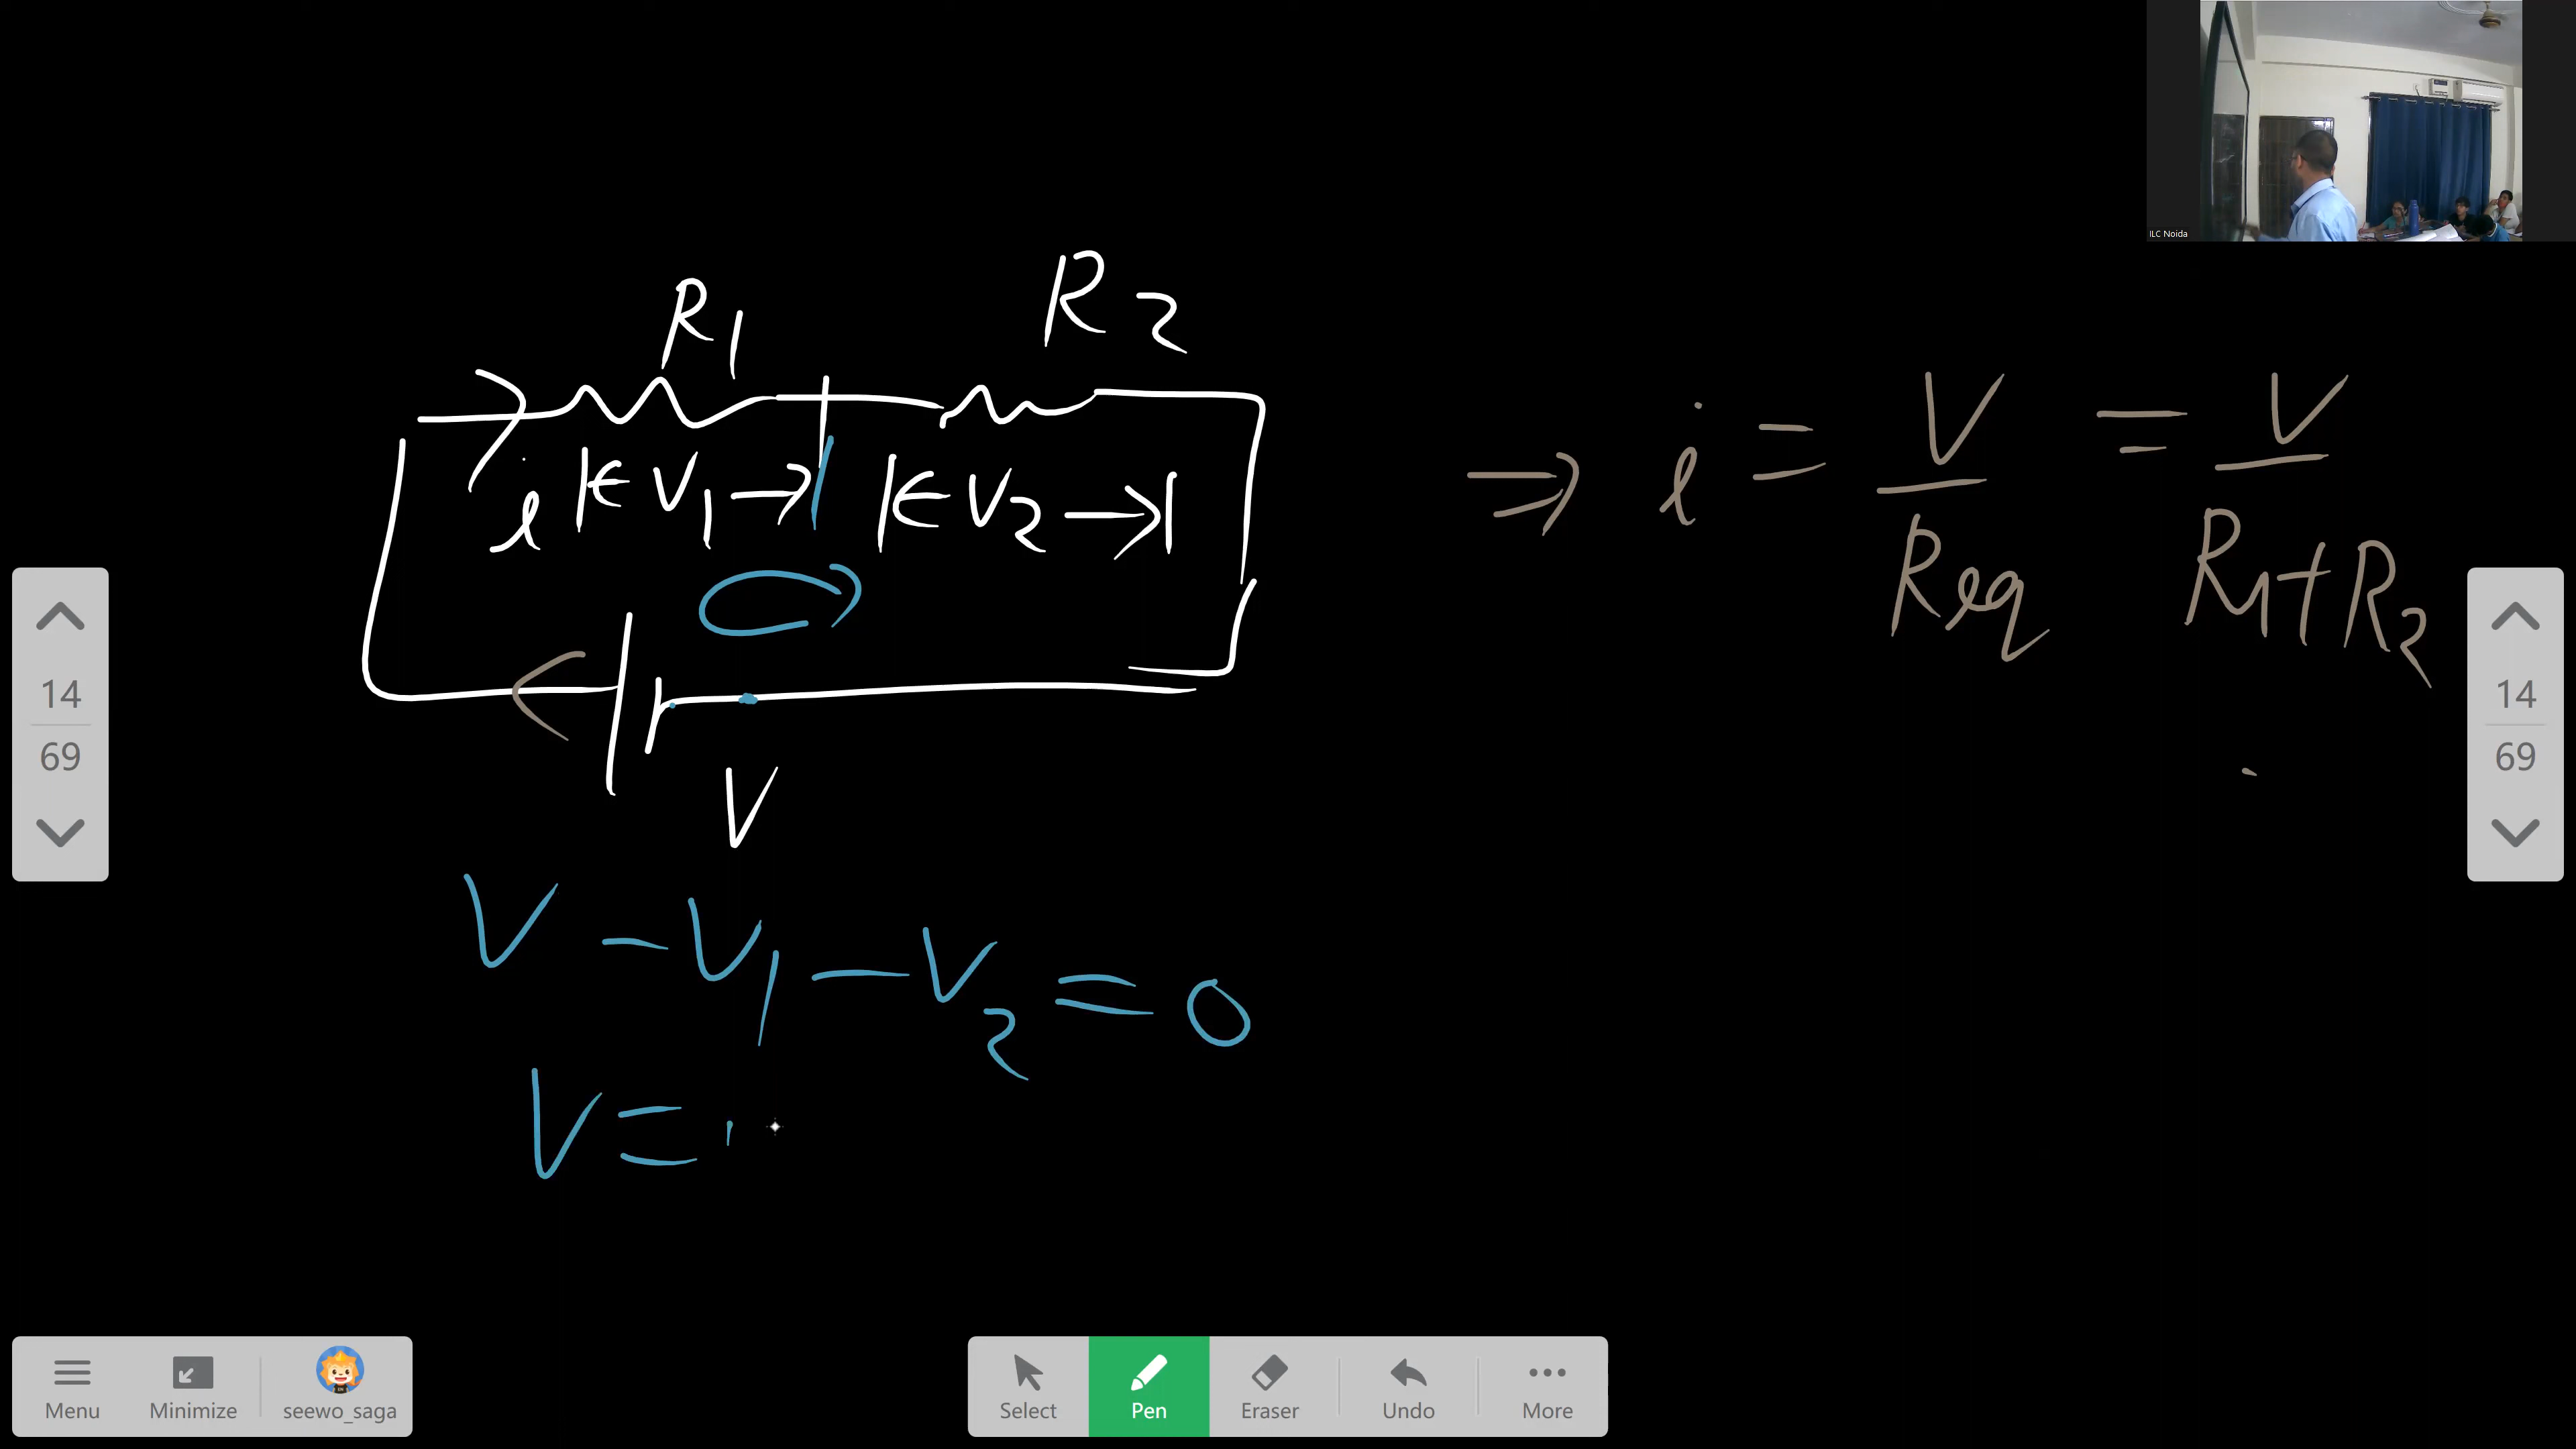 ILC Noida
R1 R2
i |← V1 →| |← V2 →|
V
→ i = V/Req = V/R1+R2
V - V1 - V2 = 0
V =
14
69
14
69
Menu Minimize seewo_saga Select Pen Eraser Undo More